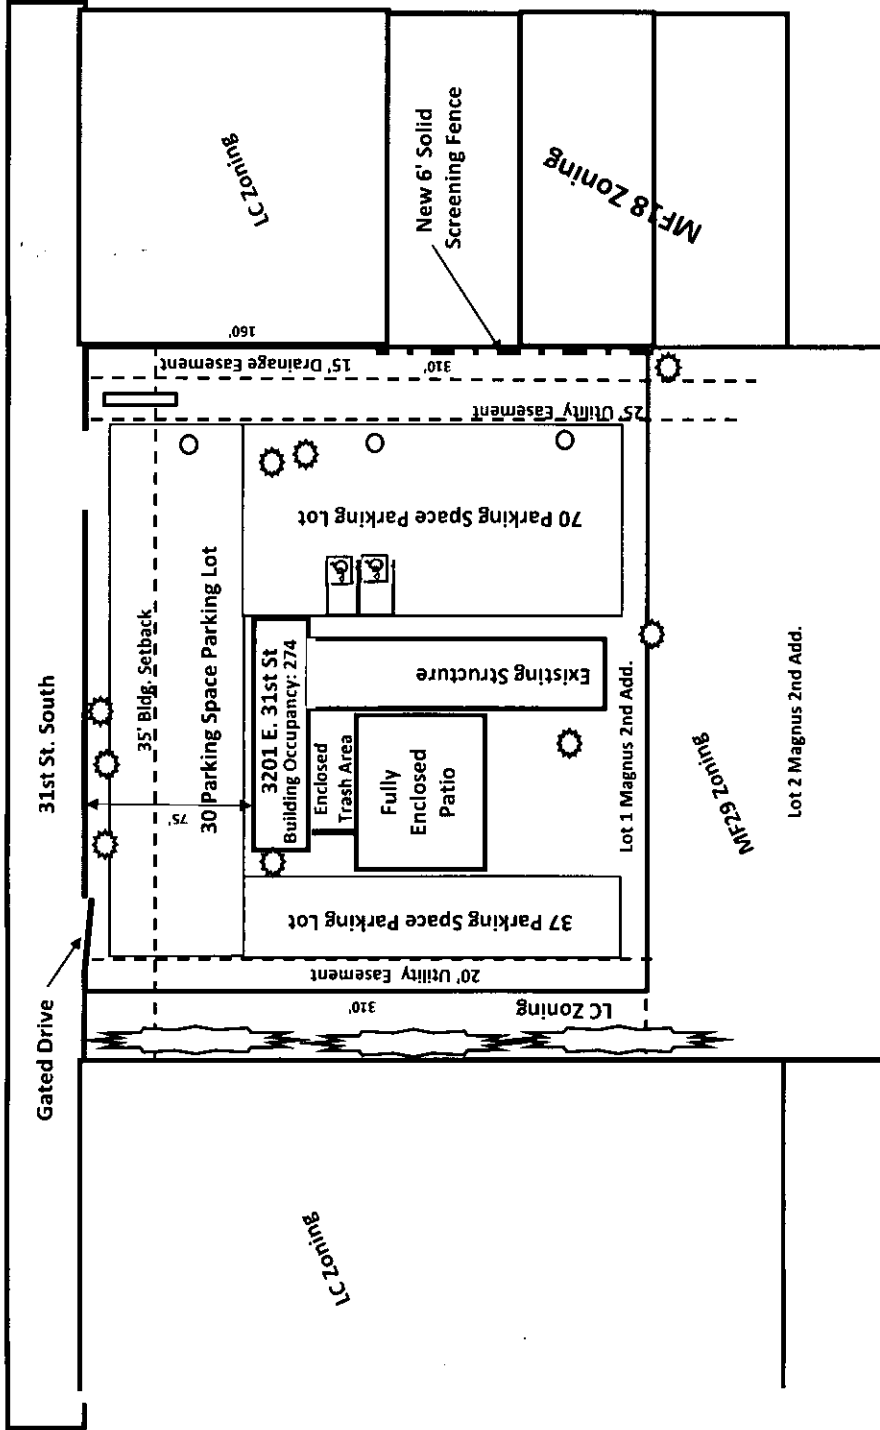 31st St. South
Gated Drive
LC Zoning
LC Zoning
310'
20' Utility Easement
35' Bldg. Setback
75'
30 Parking Space Parking Lot
37 Parking Space Parking Lot
3201 E. 31st St
Building Occupancy: 274
Enclosed
Trash Area
Fully
Enclosed
Patio
Existing Structure
70 Parking Space Parking Lot
25' Utility Easement
15' Drainage Easement
310'
160'
LC Zoning
New 6' Solid
Screening Fence
MF18 Zoning
Lot 1 Magnus 2nd Add.
MF29 Zoning
Lot 2 Magnus 2nd Add.